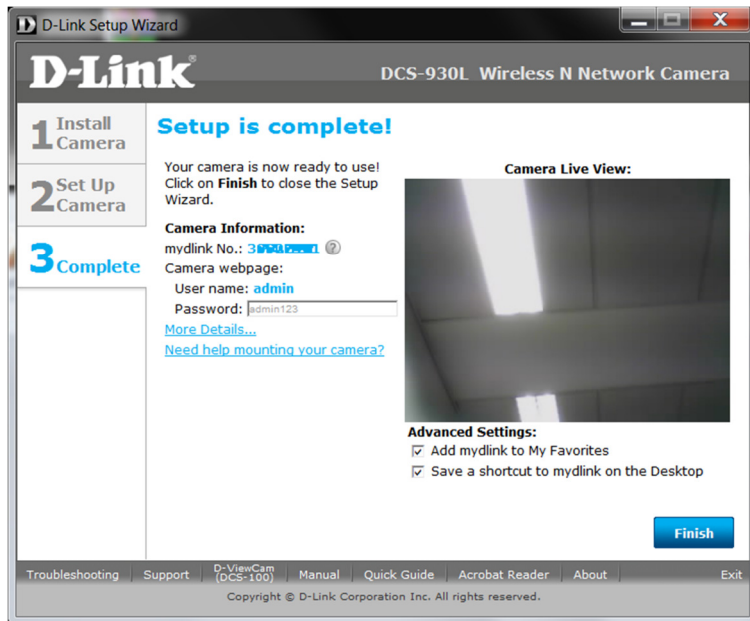 D-Link Setup Wizard
D-Link®
DCS-930L Wireless N Network Camera
1 Install Camera
2 Set Up Camera
3 Complete
Setup is complete!
Your camera is now ready to use!
Click on Finish to close the Setup
Wizard.
Camera Information:
mydlink No.:
Camera webpage:
User name: admin
Password: admin123
More Details...
Need help mounting your camera?
Camera Live View:
Advanced Settings:
Add mydlink to My Favorites
Save a shortcut to mydlink on the Desktop
Finish
Troubleshooting
Support
D-ViewCam
(DCS-100)
Manual
Quick Guide
Acrobat Reader
About
Exit
Copyright © D-Link Corporation Inc. All rights reserved.